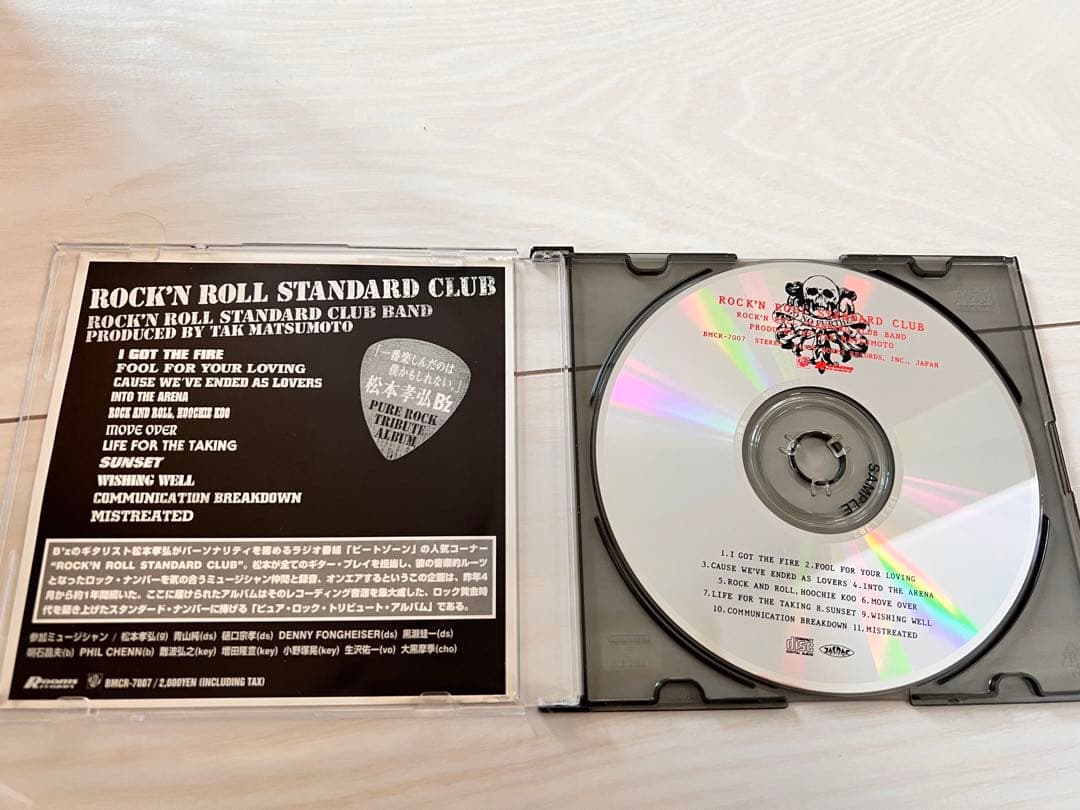 ROCK'N ROLL STANDARD CLUB
ROCK'N ROLL STANDARD CLUB BAND
PRODUCED BY TAK MATSUMOTO
I GOT THE FIRE
FOOL FOR YOUR LOVING
CAUSE WE'VE ENDED AS LOVERS
INTO THE ARENA
ROCK AND ROLL, HOOCHIE KOO
MOVE OVER
LIFE FOR THE TAKING
SUNSET
WISHING WELL
COMMUNICATION BREAKDOWN
MISTREATED
「一番楽しんだのは
僕かもしれない。」
松本孝弘 B'z
PURE ROCK
TRIBUTE
ALBUM
B'zのギタリスト松本孝弘がパーソナリティを務めるラジオ番組「ビートゾーン」の人気コーナー
"ROCK'N ROLL STANDARD CLUB"。松本が全てのギター・プレイを担当し、彼の音楽的ルーツ
となったロック・ナンバーを気の合うミュージシャン仲間と録音、オンエアするというこの企画は、昨年4
月から約1年間続いた。ここに届けられたアルバムはそのレコーディング音源を集大成した、ロック黄金時
代を築き上げたスタンダード・ナンバーに捧げる「ピュア・ロック・トリビュート・アルバム」である。
参加ミュージシャン / 松本孝弘(g) 青山純(ds) 樋口宗孝(ds) DENNY FONGHEISER(ds) 黒瀬蛙一(ds)
明石昌夫(b) PHIL CHENN(b) 難波弘之(key) 増田隆宣(key) 小野塚晃(key) 生沢佑一(vo) 大黒摩季(cho)
ROOMS RECORDS BMCR-7007 / 2,000YEN (INCLUDING TAX)
ROCK'N ROLL STANDARD CLUB
ROCK'N ROLL STANDARD CLUB BAND
PRODUCED BY TAK MATSUMOTO
BMCR-7007 STEREO RECORDS, INC., JAPAN
SAMPLE
1. I GOT THE FIRE 2. FOOL FOR YOUR LOVING
3. CAUSE WE'VE ENDED AS LOVERS 4. INTO THE ARENA
5. ROCK AND ROLL, HOOCHIE KOO 6. MOVE OVER
7. LIFE FOR THE TAKING 8. SUNSET 9. WISHING WELL
10. COMMUNICATION BREAKDOWN 11. MISTREATED
COMPACT disc DIGITAL AUDIO JASRAC